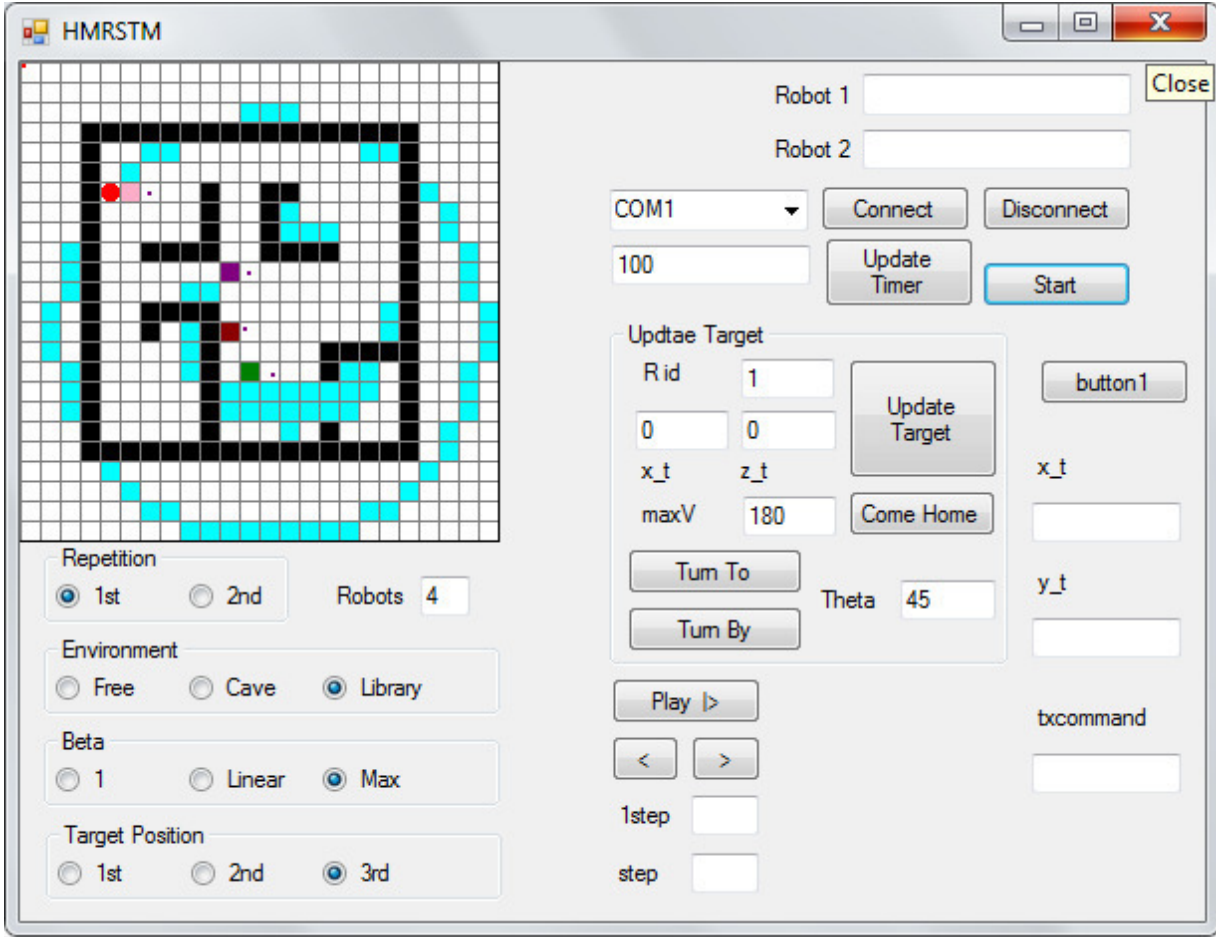 HMRSTM
Close
Robot 1
Robot 2
COM1
Connect
Disconnect
100
Update
Timer
Start
Updtae Target
R id
1
Update
Target
button1
0
0
x_t
z_t
x_t
maxV
180
Come Home
Repetition
1st
2nd
Robots
4
Turn To
Theta
45
y_t
Turn By
Environment
Free
Cave
Library
Play |>
txcommand
Beta
1
Linear
Max
<
>
1step
Target Position
1st
2nd
3rd
step